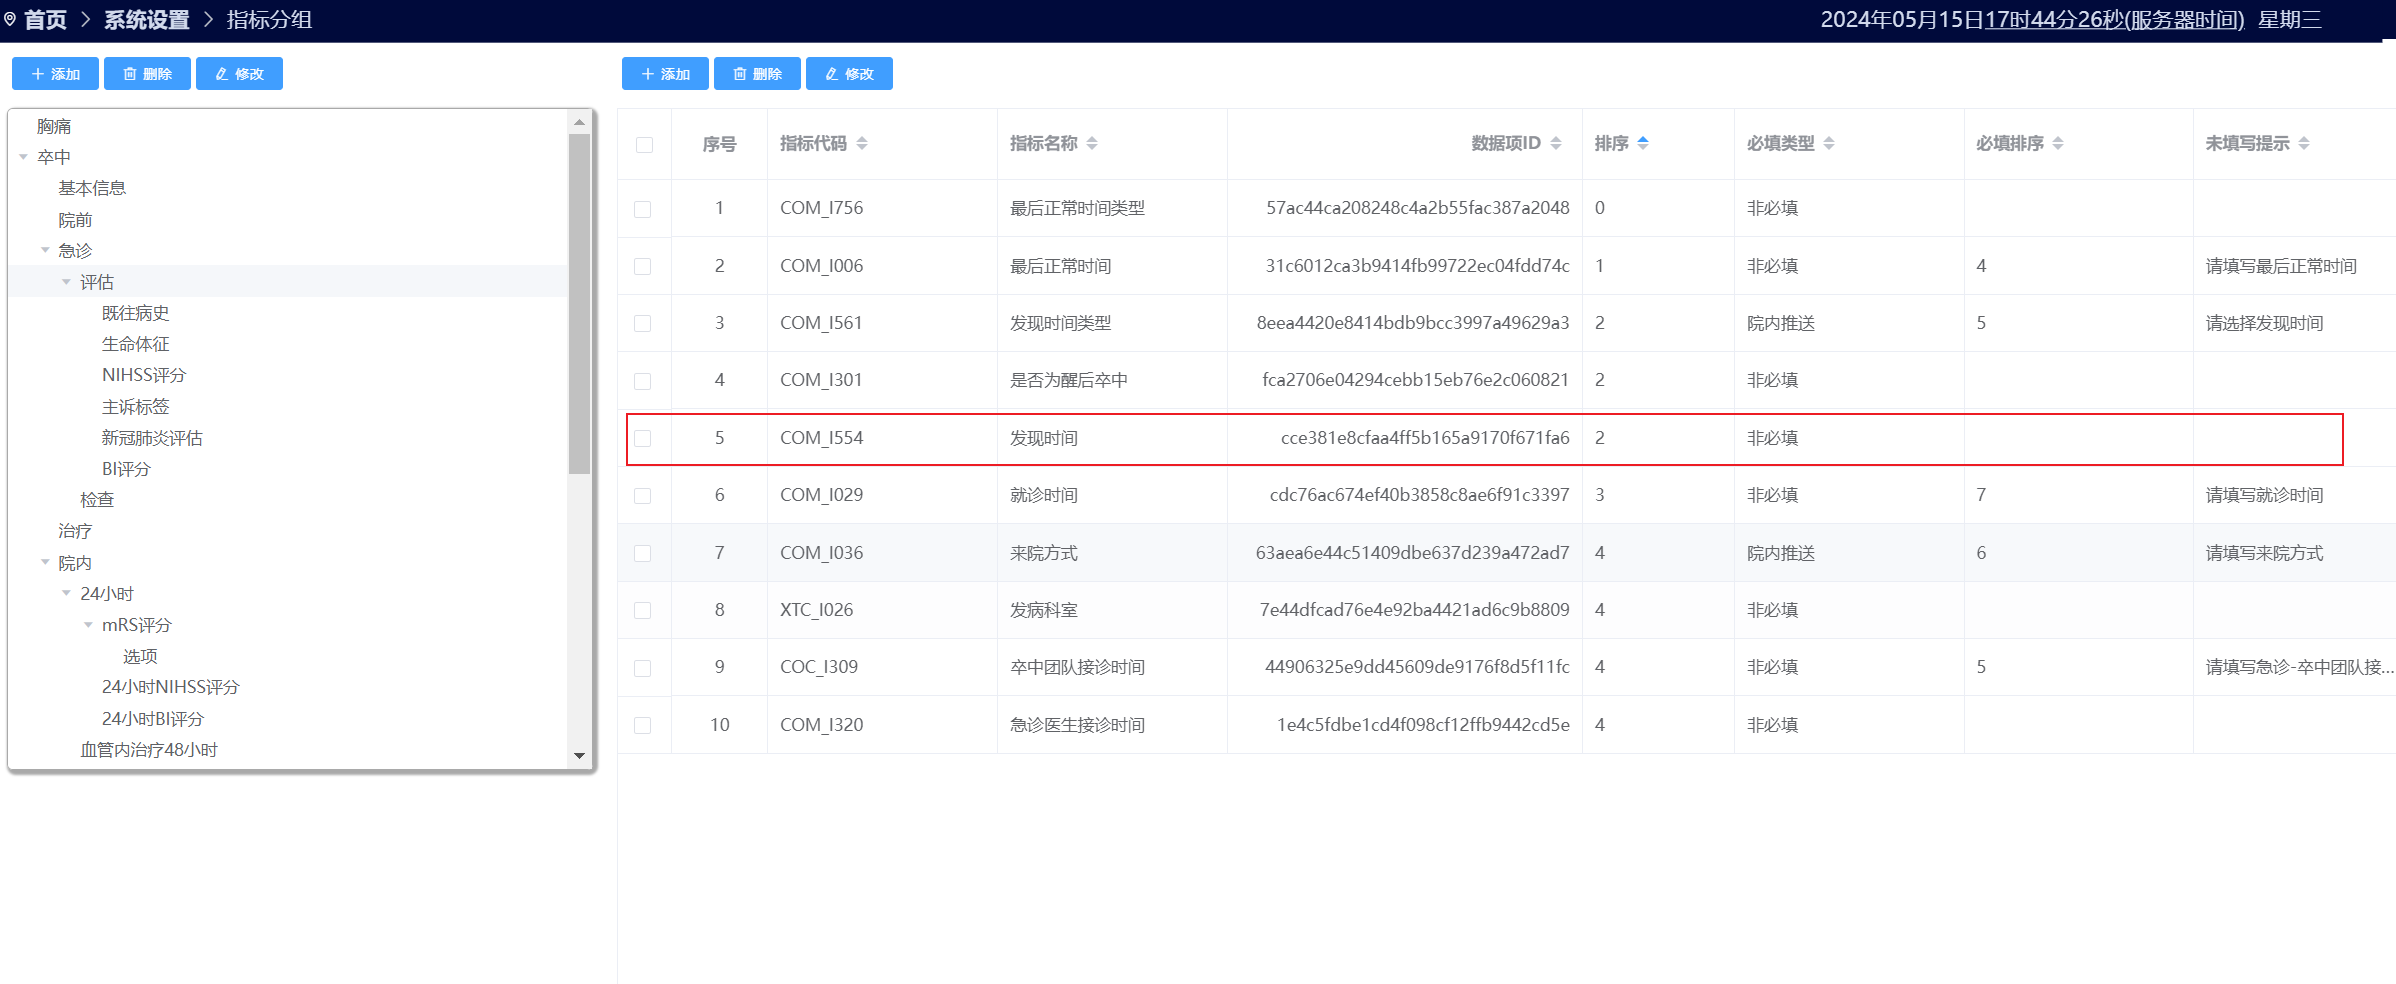 首页 > 系统设置 > 指标分组
2024年05月15日17时44分26秒(服务器时间) 星期三
添加 删除 修改
胸痛
卒中
基本信息
院前
急诊
评估
既往病史
生命体征
NIHSS评分
主诉标签
新冠肺炎评估
BI评分
检查
治疗
院内
24小时
mRS评分
选项
24小时NIHSS评分
24小时BI评分
血管内治疗48小时
添加 删除 修改
序号 指标代码 指标名称 数据项ID 排序 必填类型 必填排序 未填写提示
1 COM_I756 最后正常时间类型 57ac44ca208248c4a2b55fac387a2048 0 非必填
2 COM_I006 最后正常时间 31c6012ca3b9414fb99722ec04fdd74c 1 非必填 4 请填写最后正常时间
3 COM_I561 发现时间类型 8eea4420e8414bdb9bcc3997a49629a3 2 院内推送 5 请选择发现时间
4 COM_I301 是否为醒后卒中 fca2706e04294cebb15eb76e2c060821 2 非必填
5 COM_I554 发现时间 cce381e8cfaa4ff5b165a9170f671fa6 2 非必填
6 COM_I029 就诊时间 cdc76ac674ef40b3858c8ae6f91c3397 3 非必填 7 请填写就诊时间
7 COM_I036 来院方式 63aea6e44c51409dbe637d239a472ad7 4 院内推送 6 请填写来院方式
8 XTC_I026 发病科室 7e44dfcad76e4e92ba4421ad6c9b8809 4 非必填
9 COC_I309 卒中团队接诊时间 44906325e9dd45609de9176f8d5f11fc 4 非必填 5 请填写急诊-卒中团队接...
10 COM_I320 急诊医生接诊时间 1e4c5fdbe1cd4f098cf12ffb9442cd5e 4 非必填